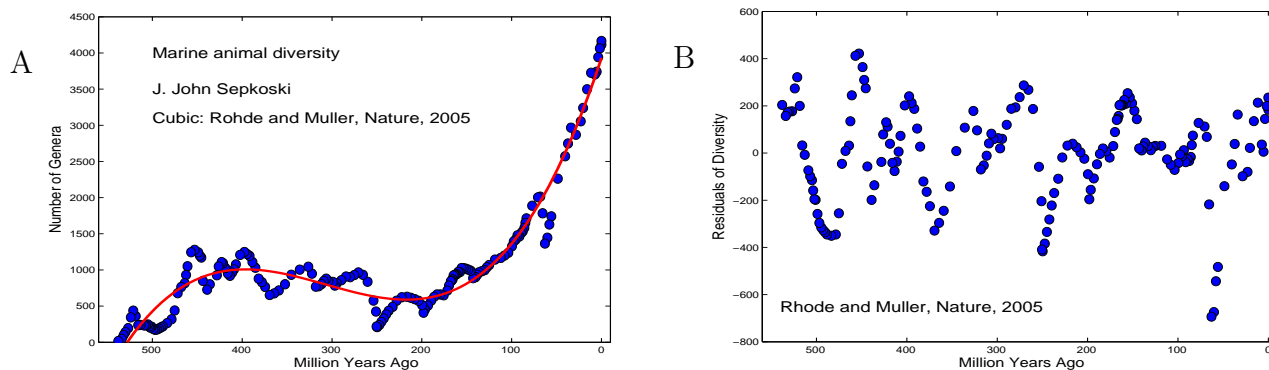 A
4500
4000
3500
3000
2500
2000
1500
1000
500
0
Number of Genera
Marine animal diversity
J. John Sepkoski
Cubic: Rohde and Muller, Nature, 2005
500 400 300 200 100 0
Million Years Ago
B
600
400
200
0
−200
−400
−600
−800
Residuals of Diversity
Rhode and Muller, Nature, 2005
500 400 300 200 100 0
Million Years Ago